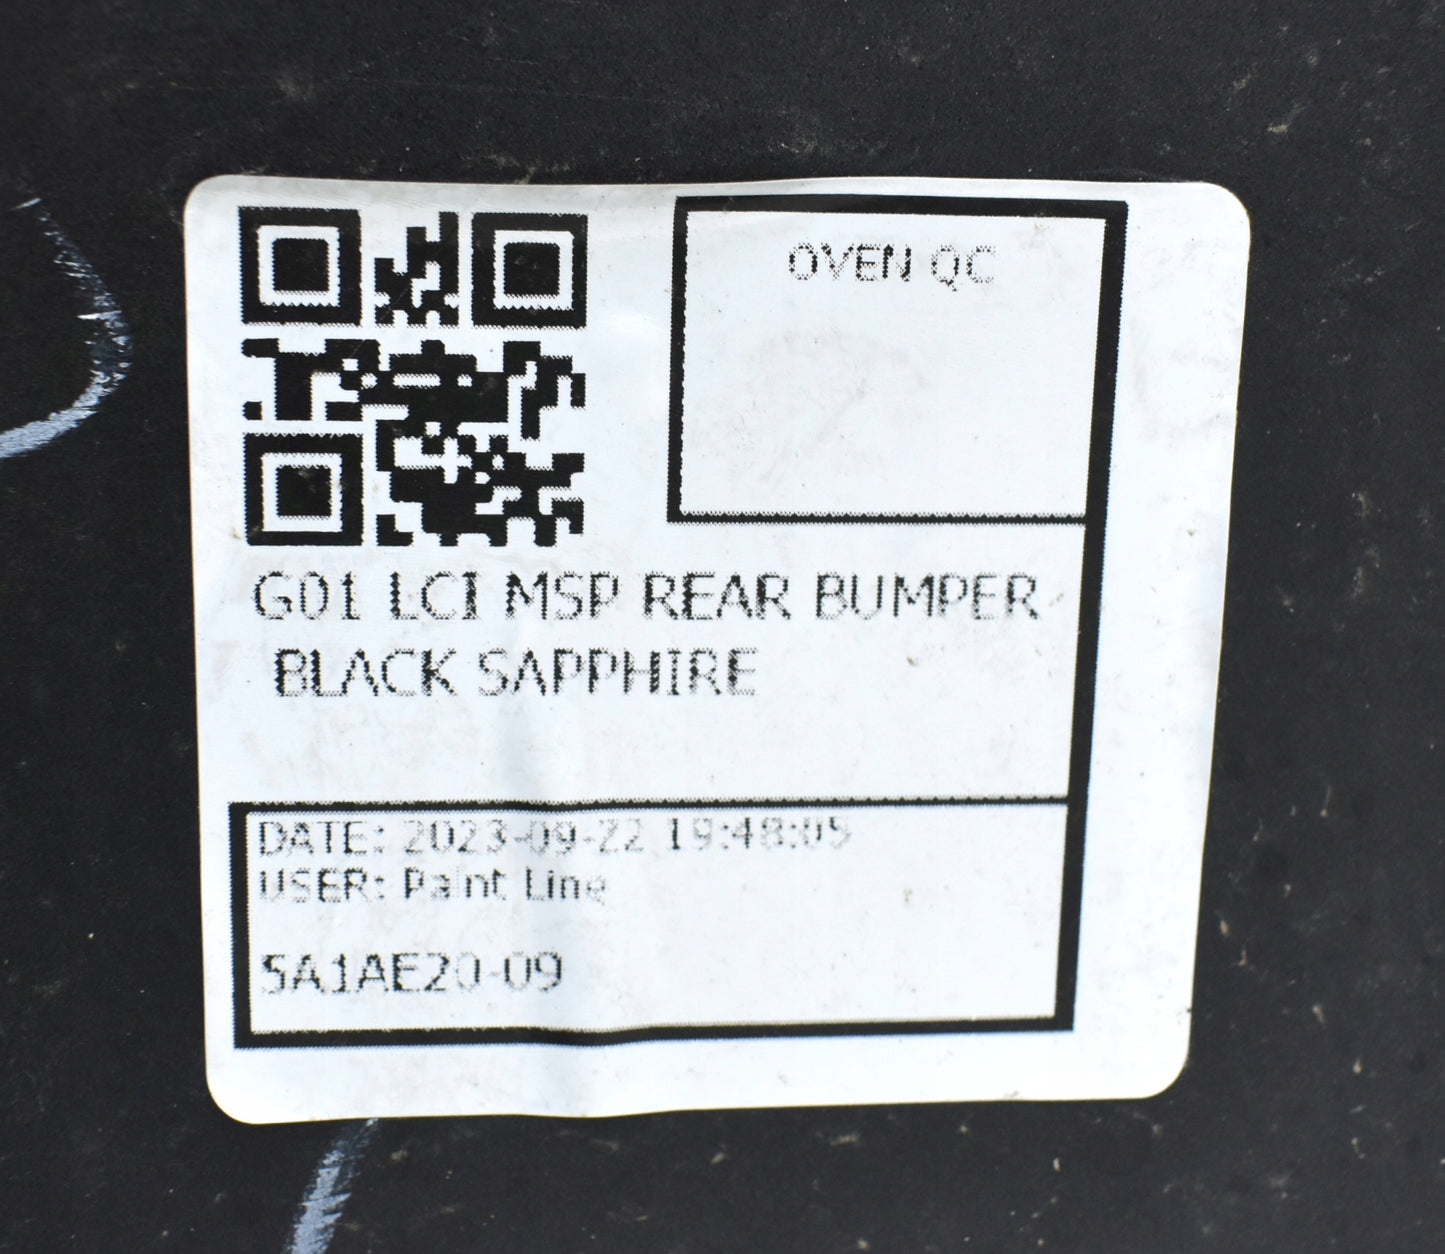 OVEN QC
G01 LCI MSP REAR BUMPER
BLACK SAPPHIRE
DATE: 2023-09-22 19:48:05
USER: Paint Line
5A1AE20-09